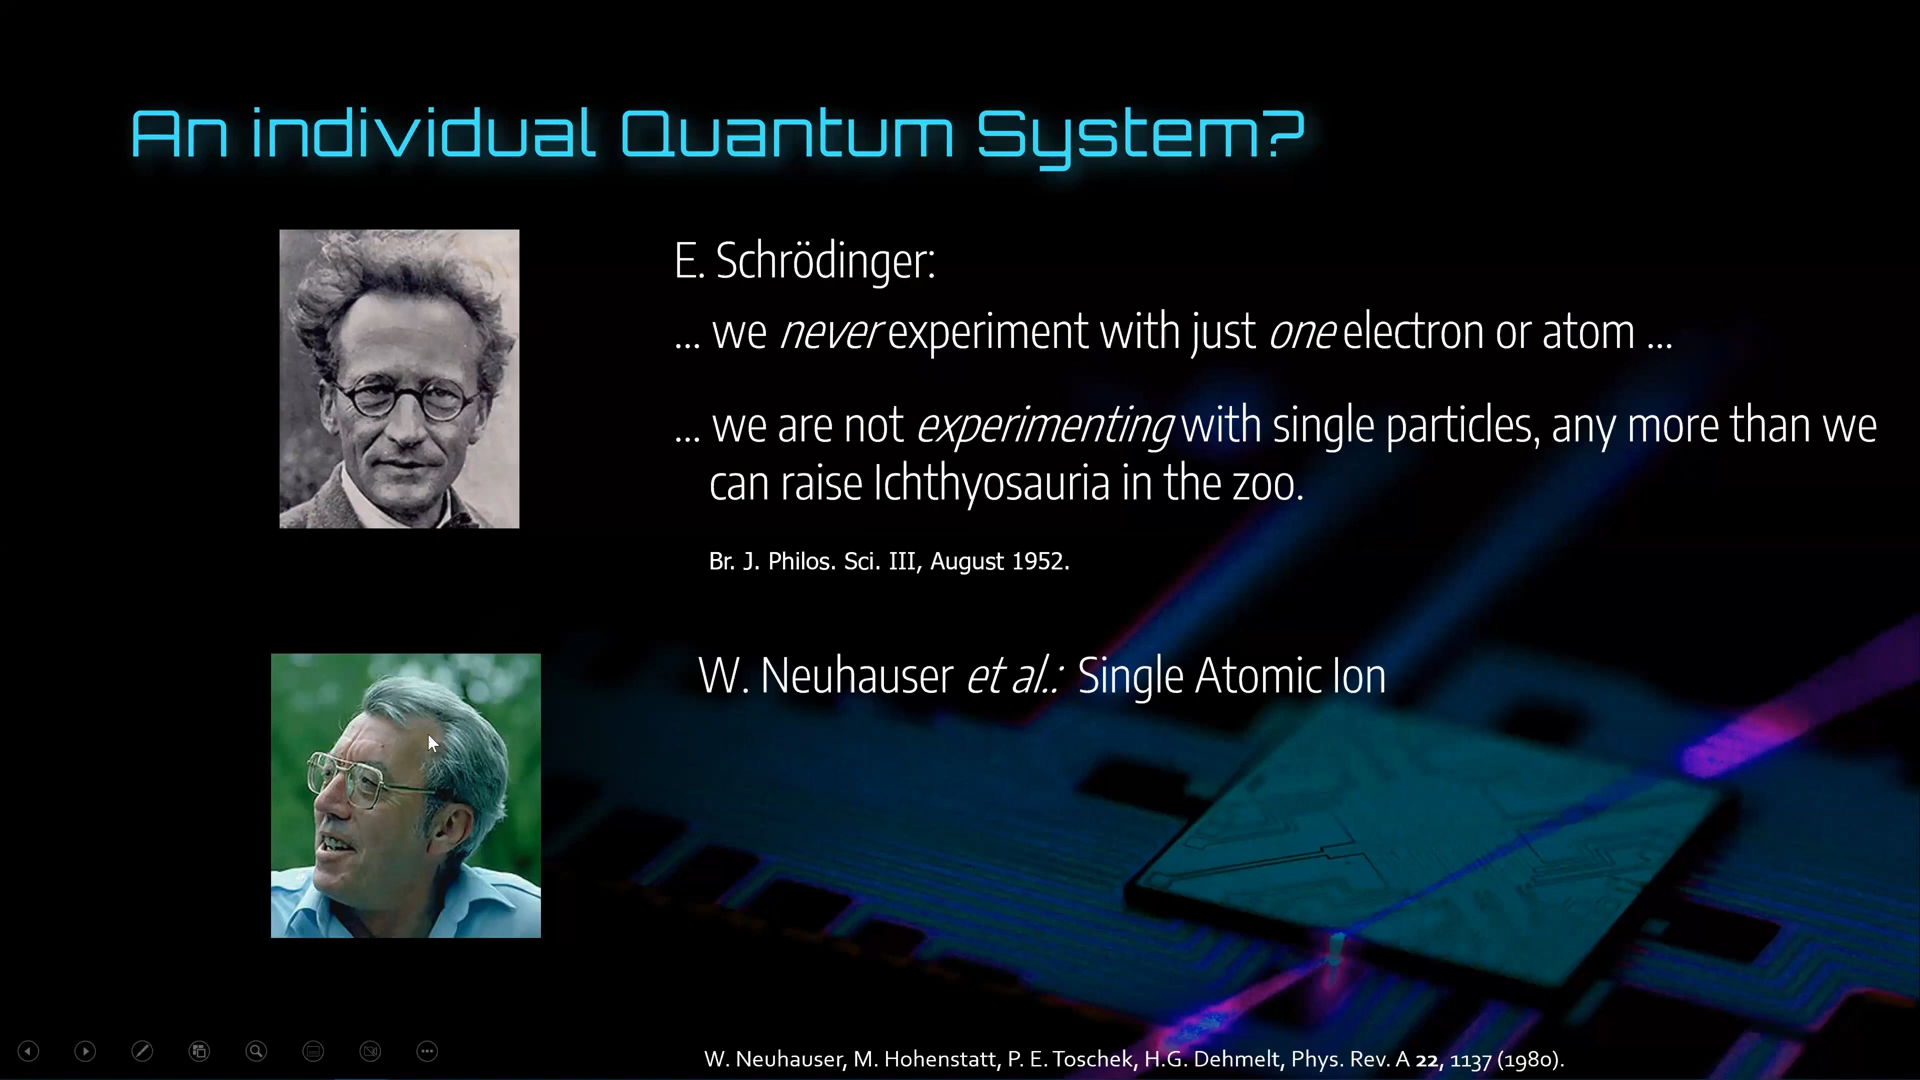 An individual Quantum System?
E. Schrödinger:
... we never experiment with just one electron or atom ...
... we are not experimenting with single particles, any more than we
can raise Ichthyosauria in the zoo.
Br. J. Philos. Sci. III, August 1952.
W. Neuhauser et al.: Single Atomic Ion
W. Neuhauser, M. Hohenstatt, P. E. Toschek, H.G. Dehmelt, Phys. Rev. A 22, 1137 (1980).